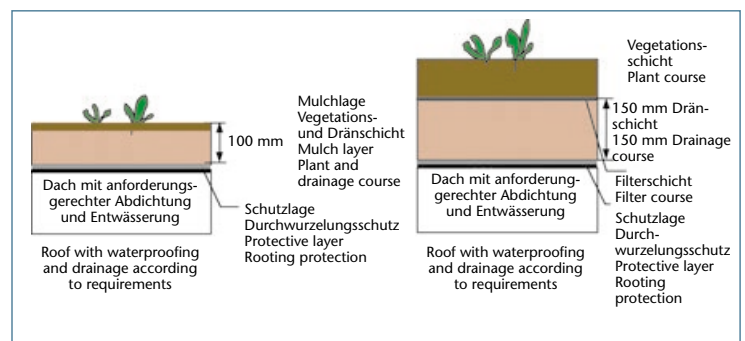 100 mm
Mulchlage
Vegetations-
und Dränschicht
Mulch layer
Plant and
drainage course
Dach mit anforderungs-
gerechter Abdichtung
und Entwässerung
Schutzlage
Durchwurzelungsschutz
Protective layer
Rooting protection
Roof with waterproofing
and drainage according
to requirements
Vegetations-
schicht
Plant course
150 mm Drän-
schicht
150 mm Drainage
course
Filterschicht
Filter course
Dach mit anforderung-
gerechter Abdichtung
und Entwässerung
Schutzlage
Durch-
wurzelungsschutz
Protective layer
Rooting
protection
Roof with waterproofing
and drainage according
to requirements